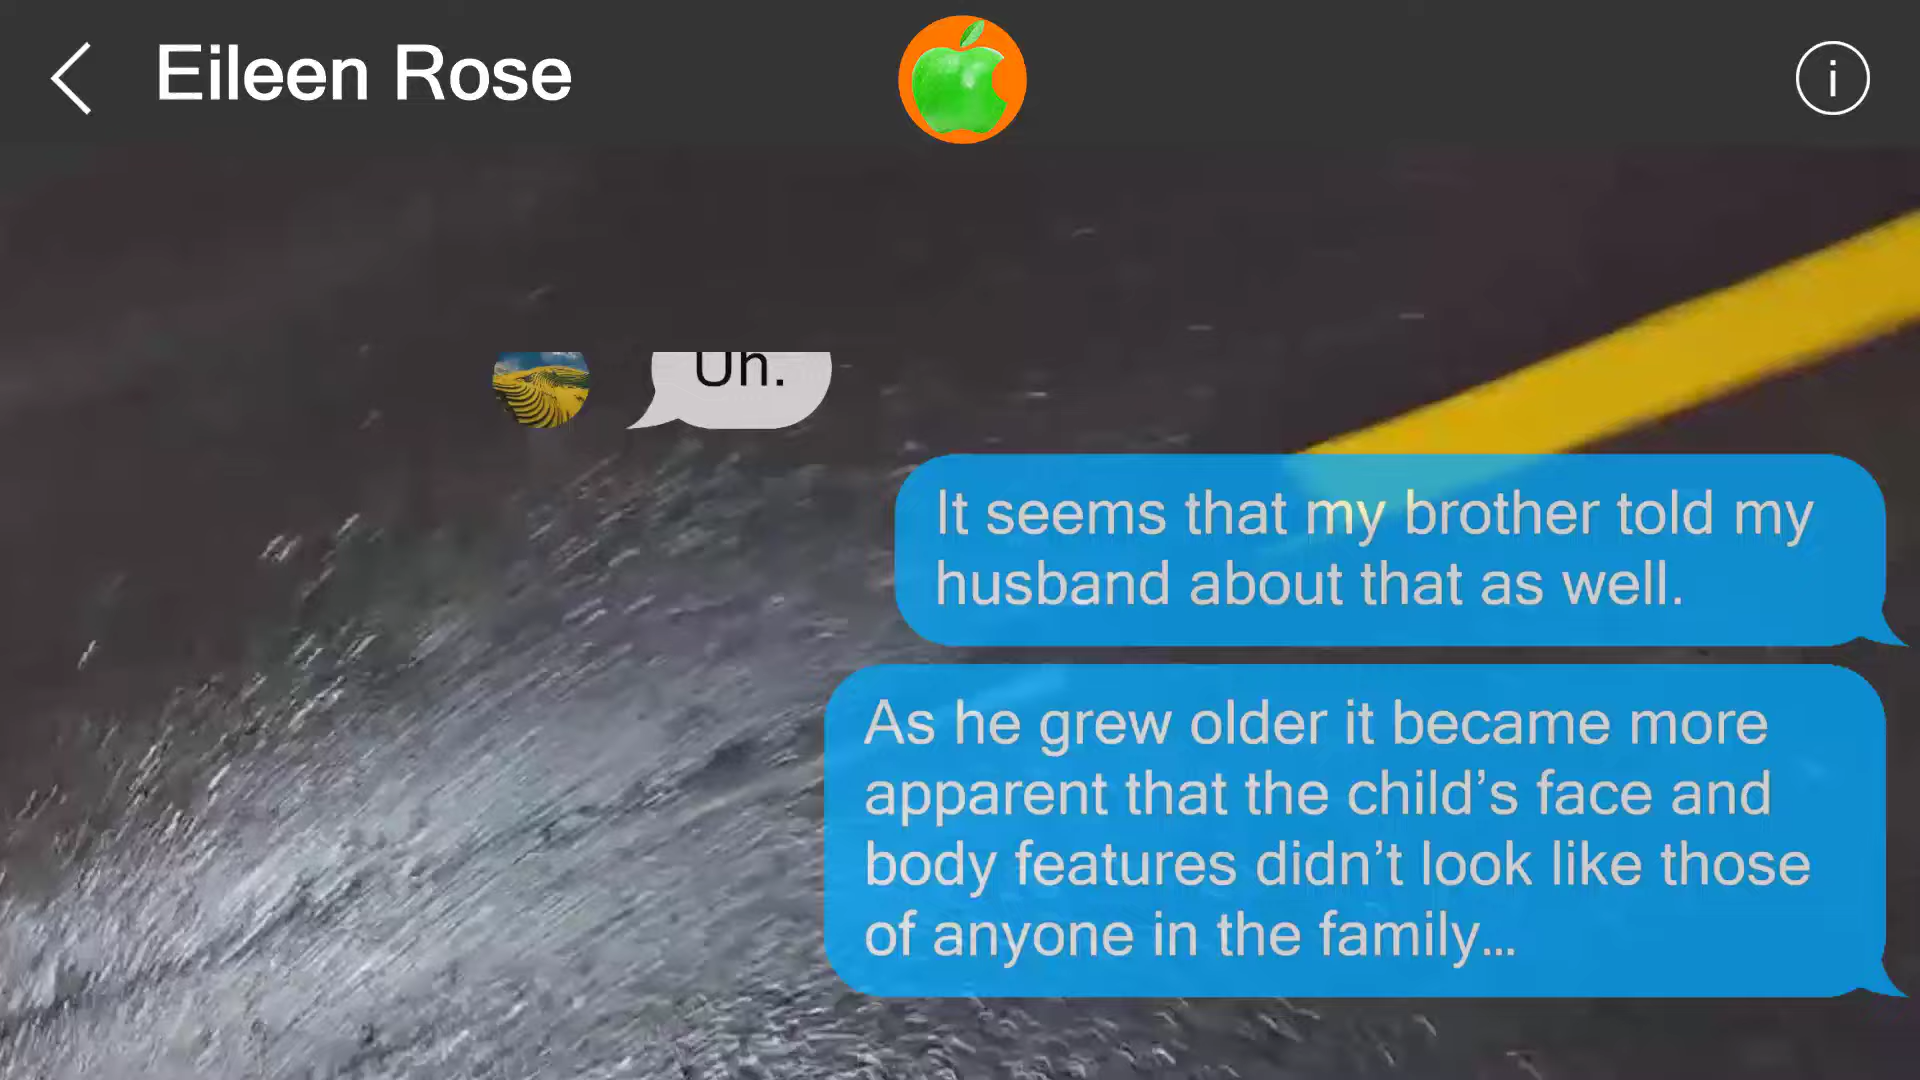 Eileen Rose
i
Uh.
It seems that my brother told my
husband about that as well.
As he grew older it became more
apparent that the child’s face and
body features didn’t look like those
of anyone in the family...